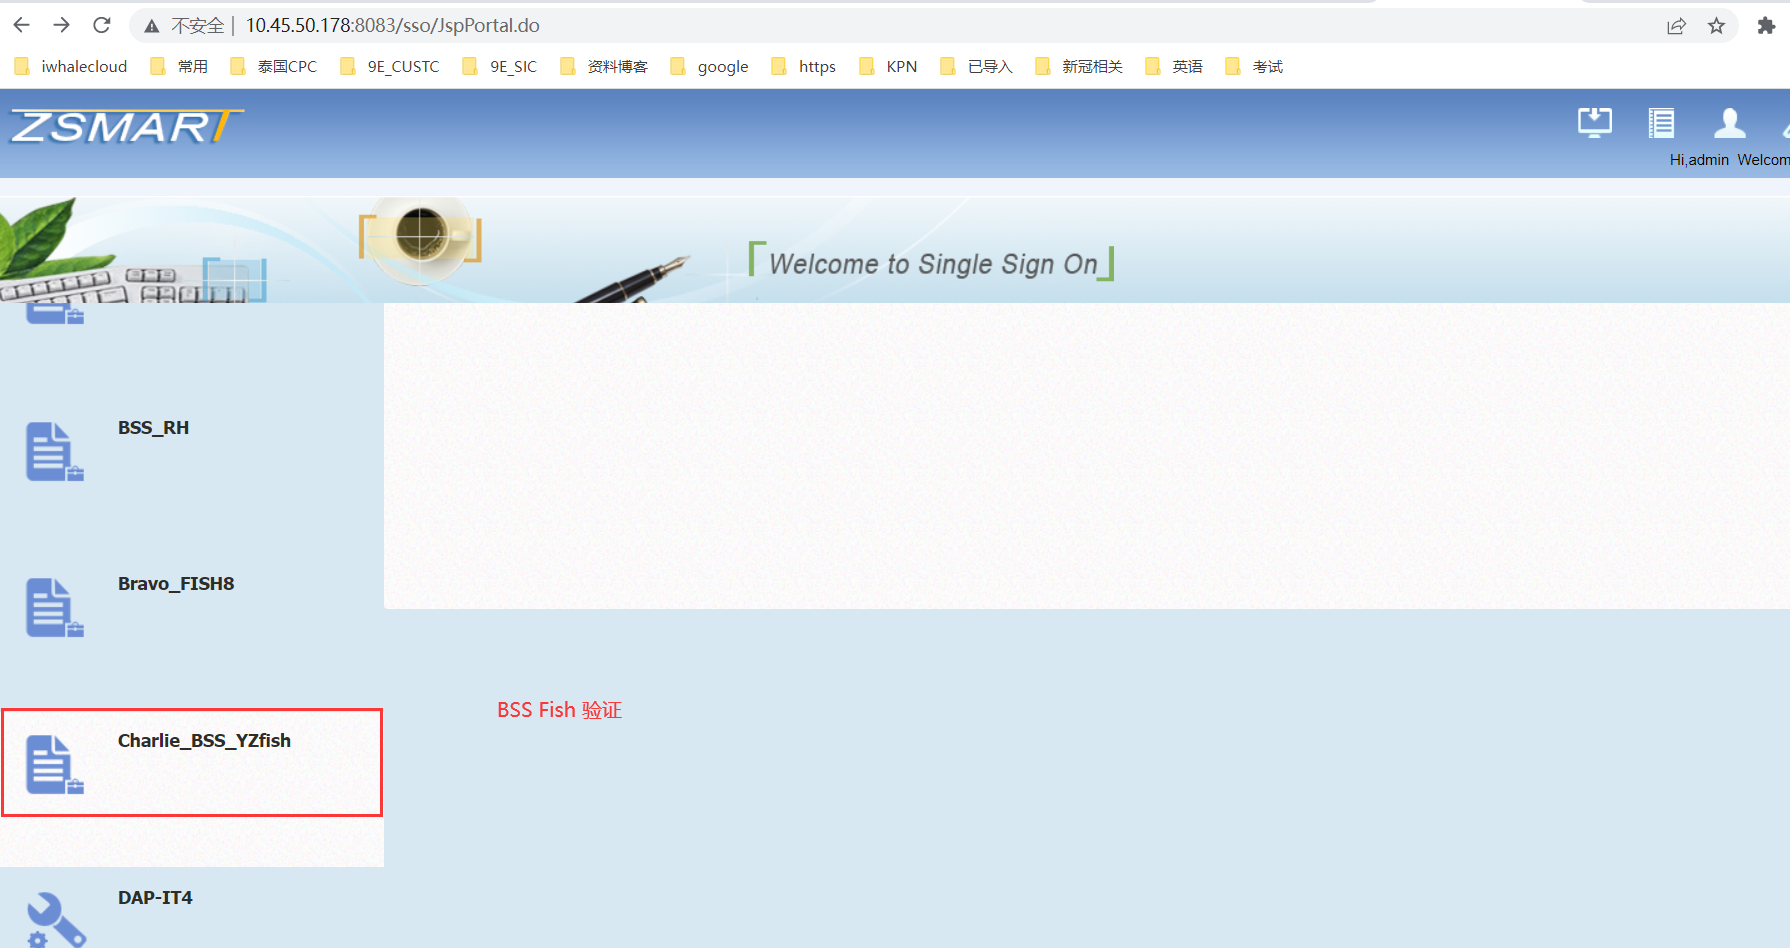 不安全 | 10.45.50.178:8083/sso/JspPortal.do
iwhalecloud 常用 泰国CPC 9E_CUSTC 9E_SIC 资料博客 google https KPN 已导入 新冠相关 英语 考试
ZSMART
Hi,admin Welcom
Welcome to Single Sign On
BSS_RH
Bravo_FISH8
BSS Fish 验证
Charlie_BSS_YZfish
DAP-IT4